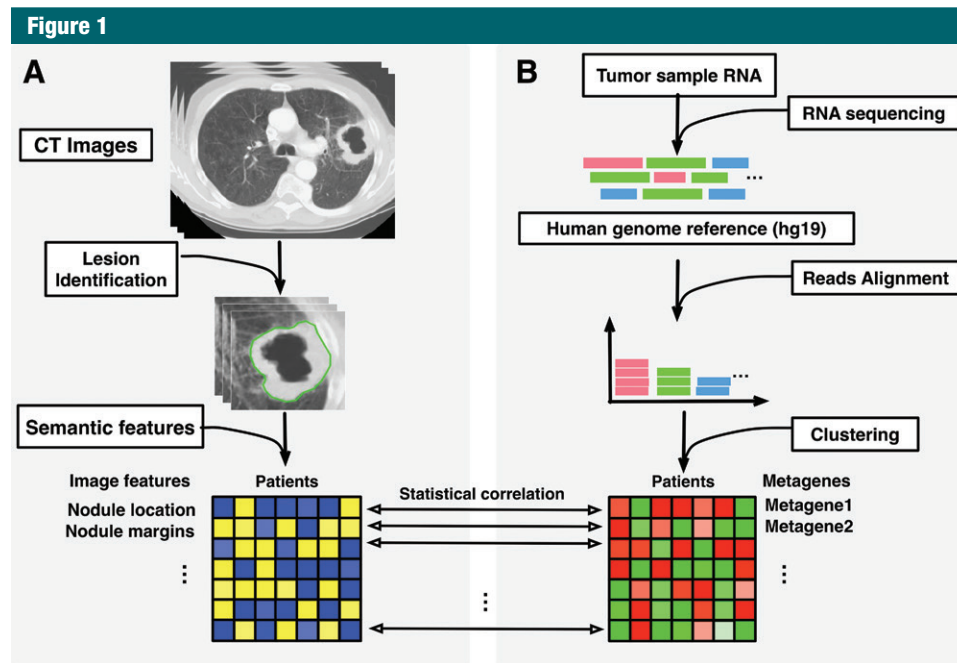 Figure 1
A
CT Images
Lesion
Identification
Semantic features
Image features
Patients
Nodule location
Nodule margins
...
Statistical correlation
...
B
Tumor sample RNA
RNA sequencing
...
Human genome reference (hg19)
Reads Alignment
...
Clustering
Patients
Metagenes
Metagene1
Metagene2
...